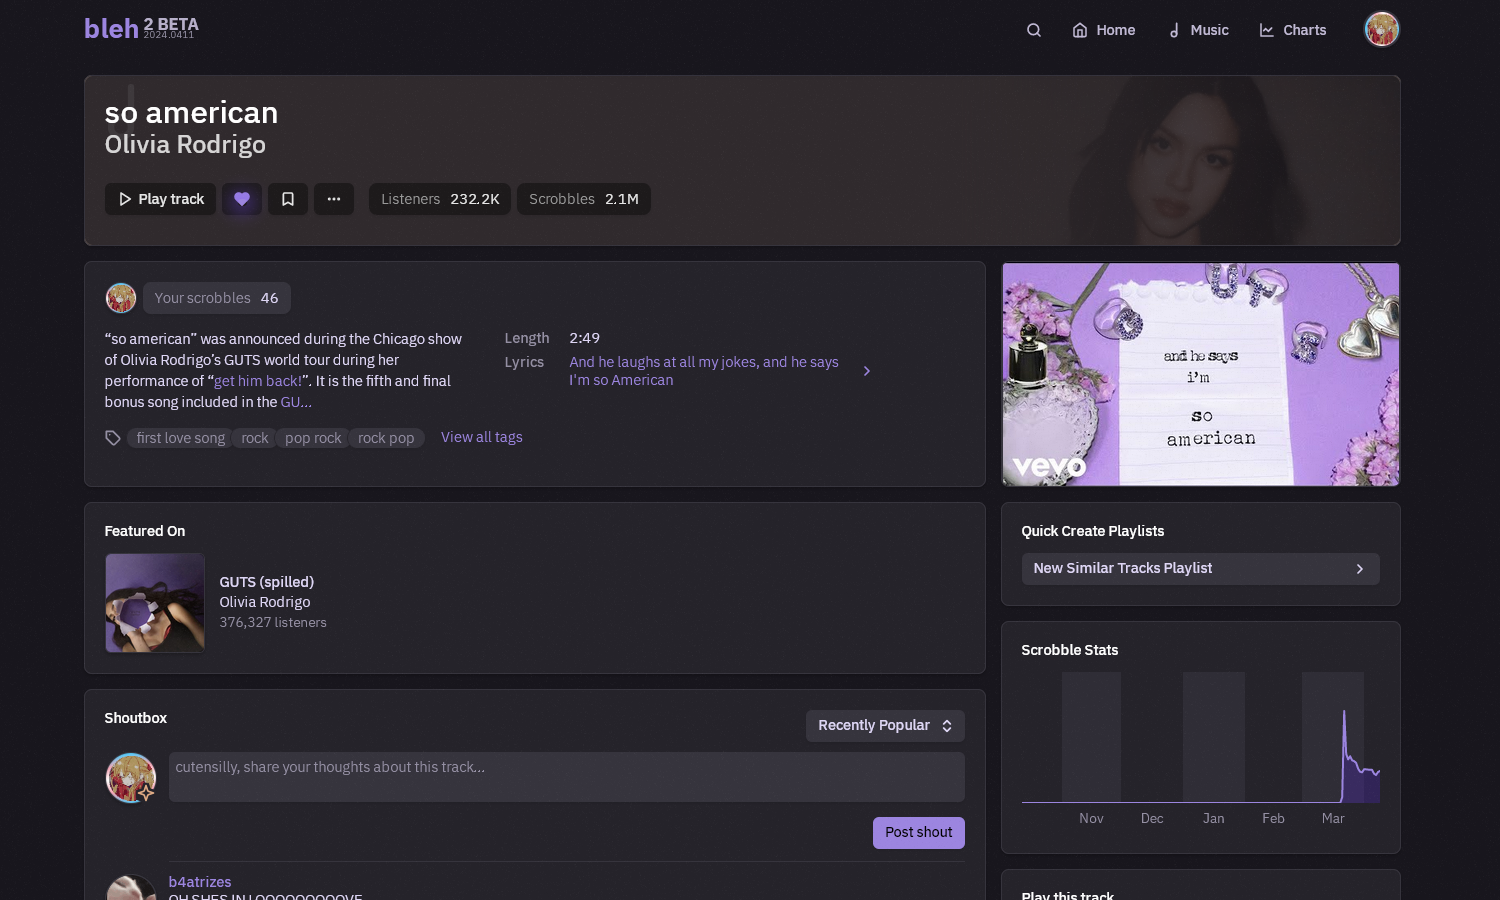 bleh 2 BETA
2024.0411
Home
Music
Charts
so american
Olivia Rodrigo
Play track
Listeners 232.2K
Scrobbles 2.1M
Your scrobbles 46
“so american” was announced during the Chicago show
of Olivia Rodrigo’s GUTS world tour during her
performance of “get him back!”. It is the fifth and final
bonus song included in the GU...
Length 2:49
Lyrics And he laughs at all my jokes, and he says
I'm so American
first love song rock pop rock rock pop View all tags
and he says
i'm
so
american
vevo
Featured On
GUTS (spilled)
Olivia Rodrigo
376,327 listeners
Quick Create Playlists
New Similar Tracks Playlist
Scrobble Stats
Nov Dec Jan Feb Mar
Shoutbox
Recently Popular
cutensilly, share your thoughts about this track...
Post shout
b4atrizes
Play this track